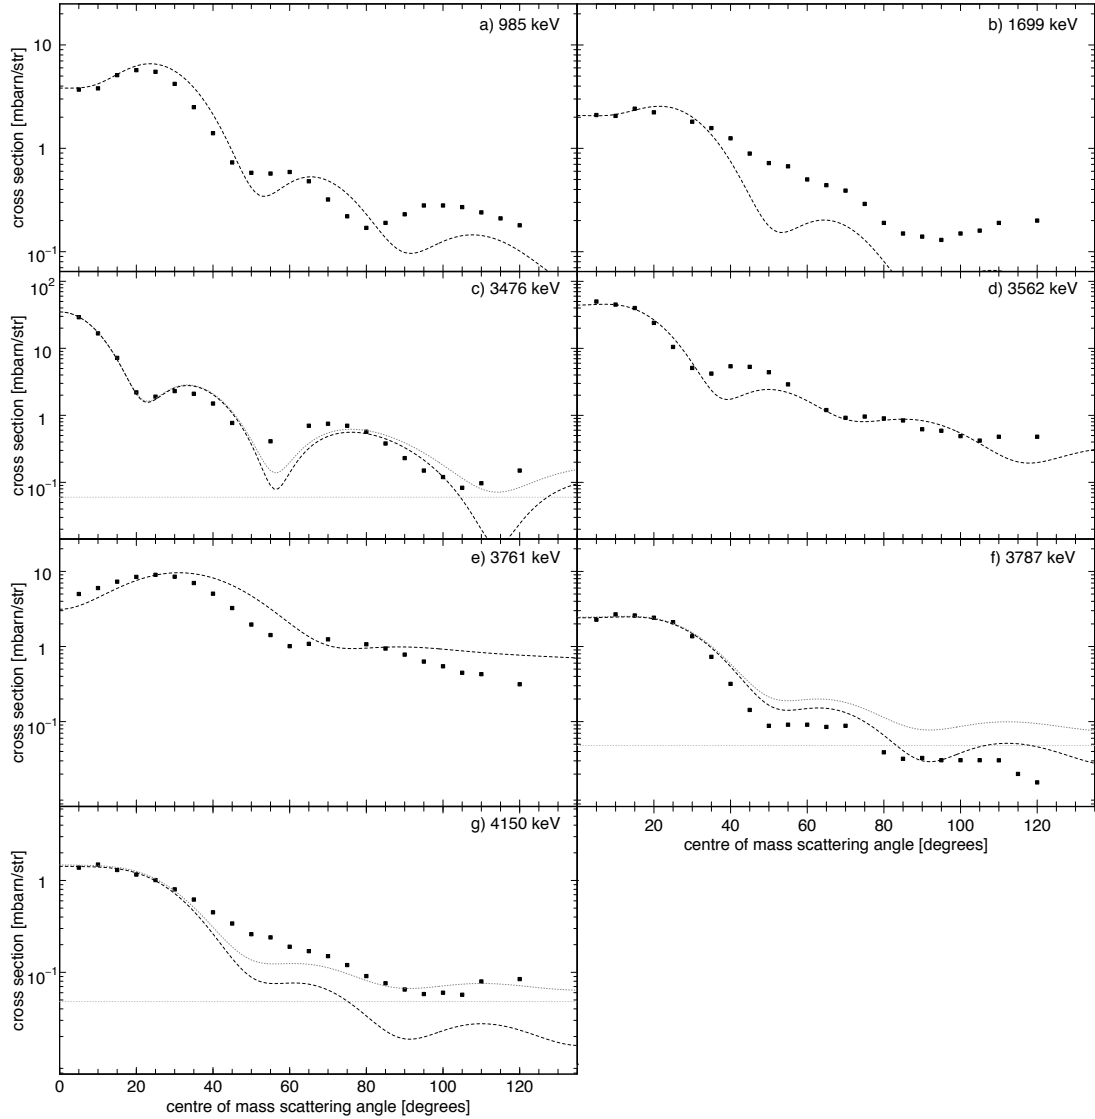 a) 985 keV
b) 1699 keV
10
1
10⁻¹
cross section [mbarn/str]
c) 3476 keV
d) 3562 keV
10²
10
1
10⁻¹
cross section [mbarn/str]
e) 3761 keV
f) 3787 keV
10
1
10⁻¹
cross section [mbarn/str]
20 40 60 80 100 120
centre of mass scattering angle [degrees]
g) 4150 keV
1
10⁻¹
cross section [mbarn/str]
0 20 40 60 80 100 120
centre of mass scattering angle [degrees]